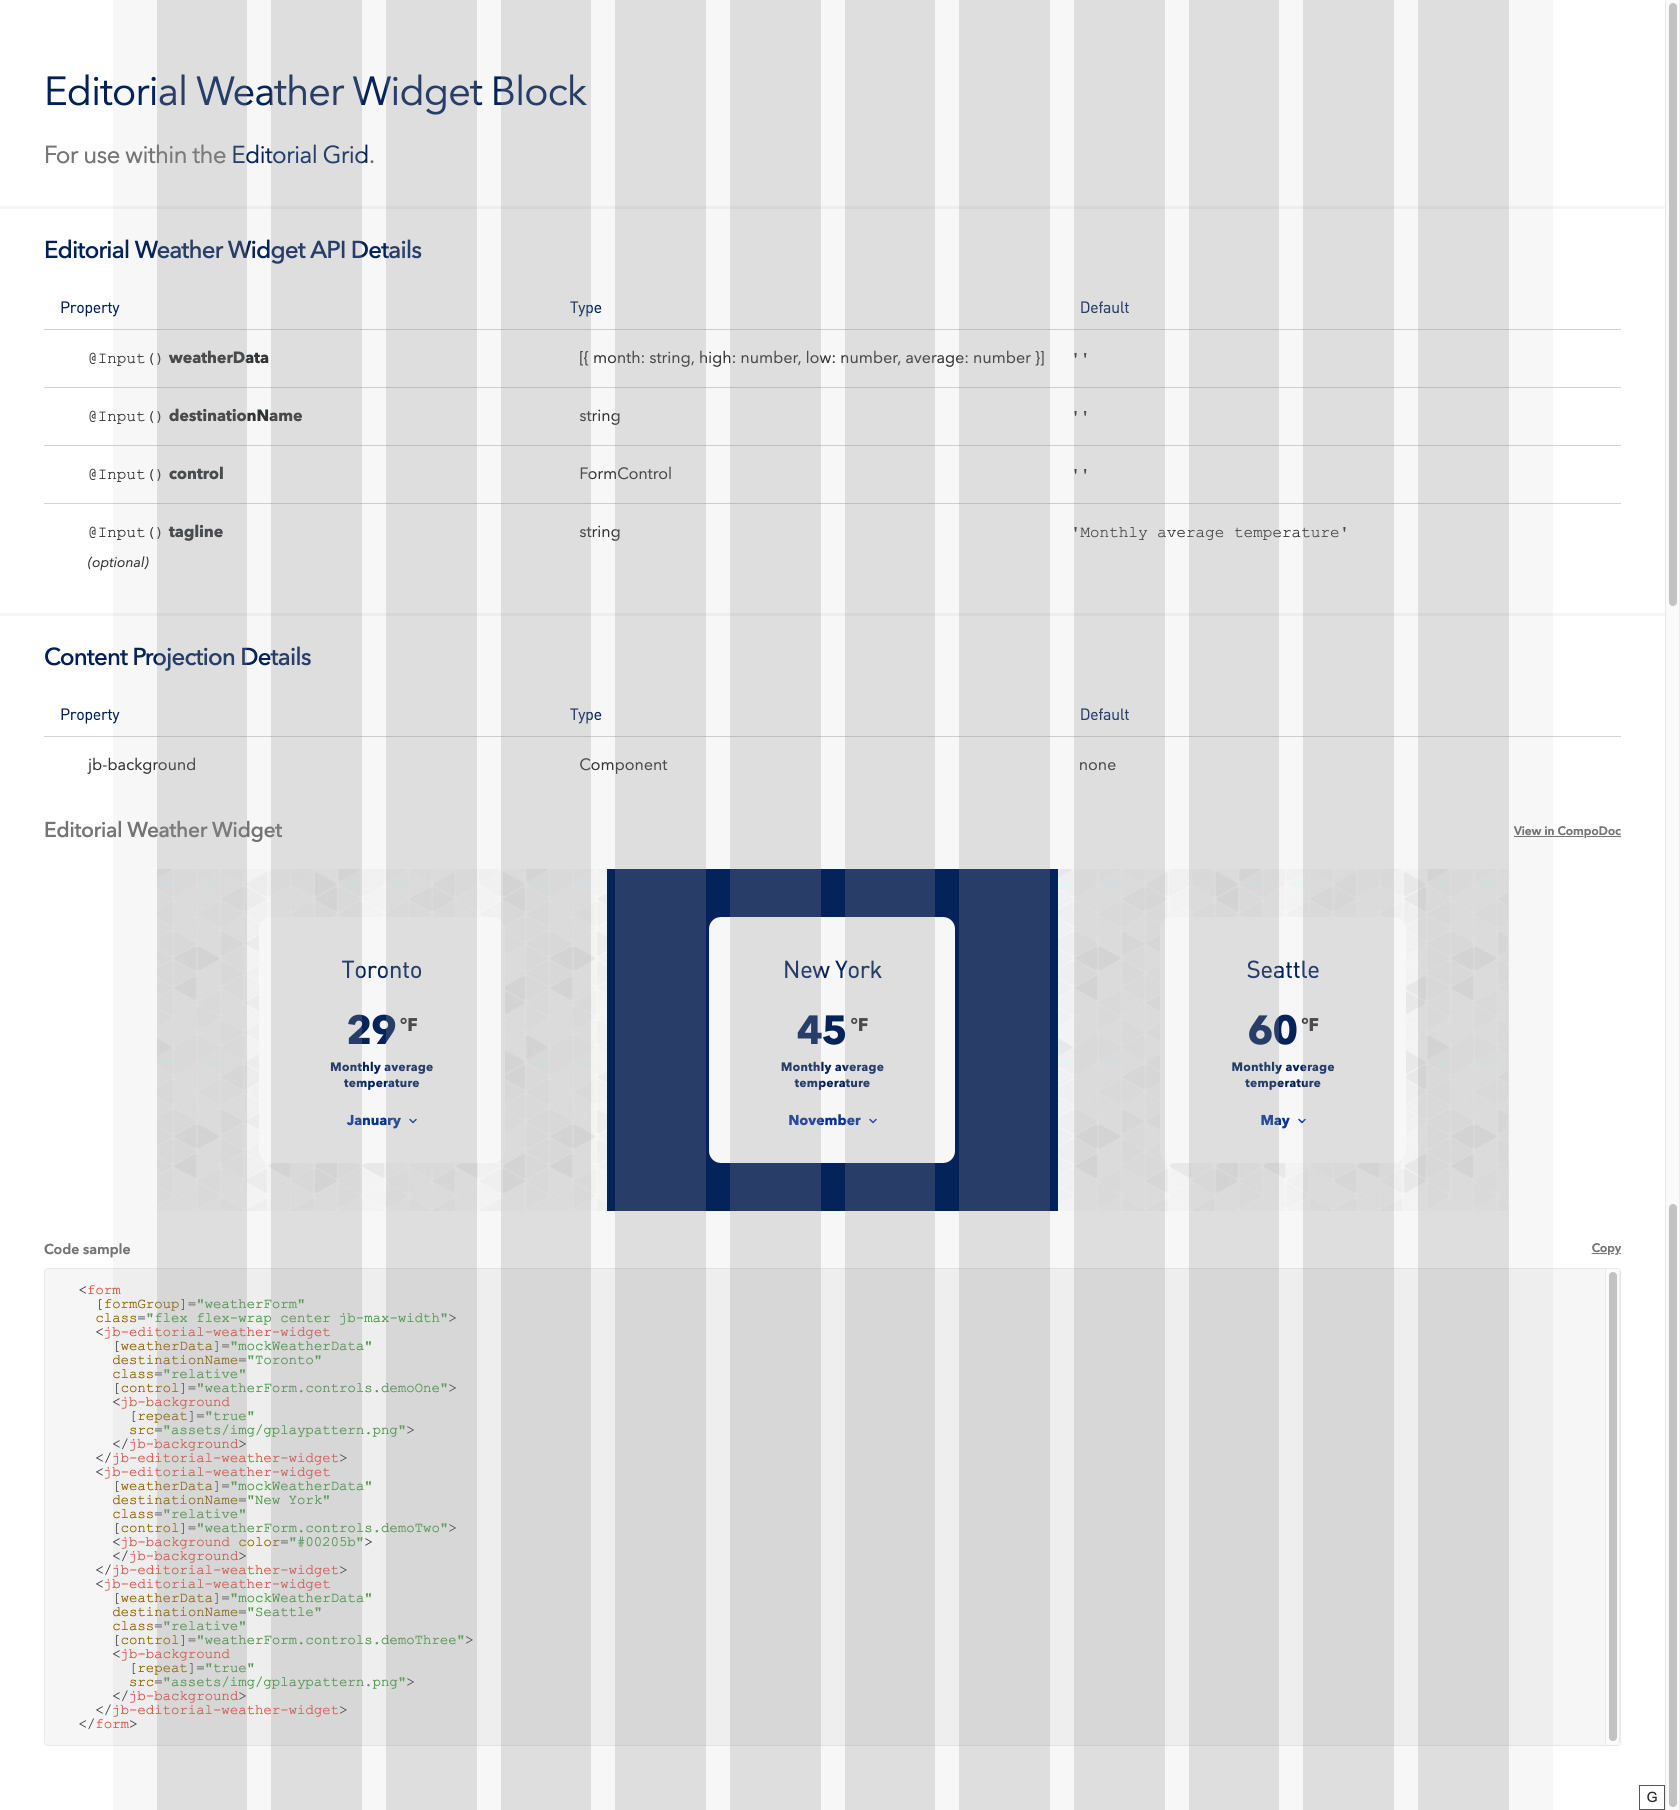 Editorial Weather Widget Block
For use within the Editorial Grid.
Editorial Weather Widget API Details
Property Type Default
@Input() weatherData [{ month: string, high: number, low: number, average: number }] ''
@Input() destinationName string ''
@Input() control FormControl ''
@Input() tagline string 'Monthly average temperature'
(optional)
Content Projection Details
Property Type Default
jb-background Component none
Editorial Weather Widget View in CompoDoc
Toronto
29 °F
Monthly average
temperature
January
New York
45 °F
Monthly average
temperature
November
Seattle
60 °F
Monthly average
temperature
May
Code sample Copy
<form
[formGroup]="weatherForm"
class="flex flex-wrap center jb-max-width">
<jb-editorial-weather-widget
[weatherData]="mockWeatherData"
destinationName="Toronto"
class="relative"
[control]="weatherForm.controls.demoOne">
<jb-background
[repeat]="true"
src="assets/img/gplaypattern.png">
</jb-background>
</jb-editorial-weather-widget>
<jb-editorial-weather-widget
[weatherData]="mockWeatherData"
destinationName="New York"
class="relative"
[control]="weatherForm.controls.demoTwo">
<jb-background color="#00205b">
</jb-background>
</jb-editorial-weather-widget>
<jb-editorial-weather-widget
[weatherData]="mockWeatherData"
destinationName="Seattle"
class="relative"
[control]="weatherForm.controls.demoThree">
<jb-background
[repeat]="true"
src="assets/img/gplaypattern.png">
</jb-background>
</jb-editorial-weather-widget>
</form>
G